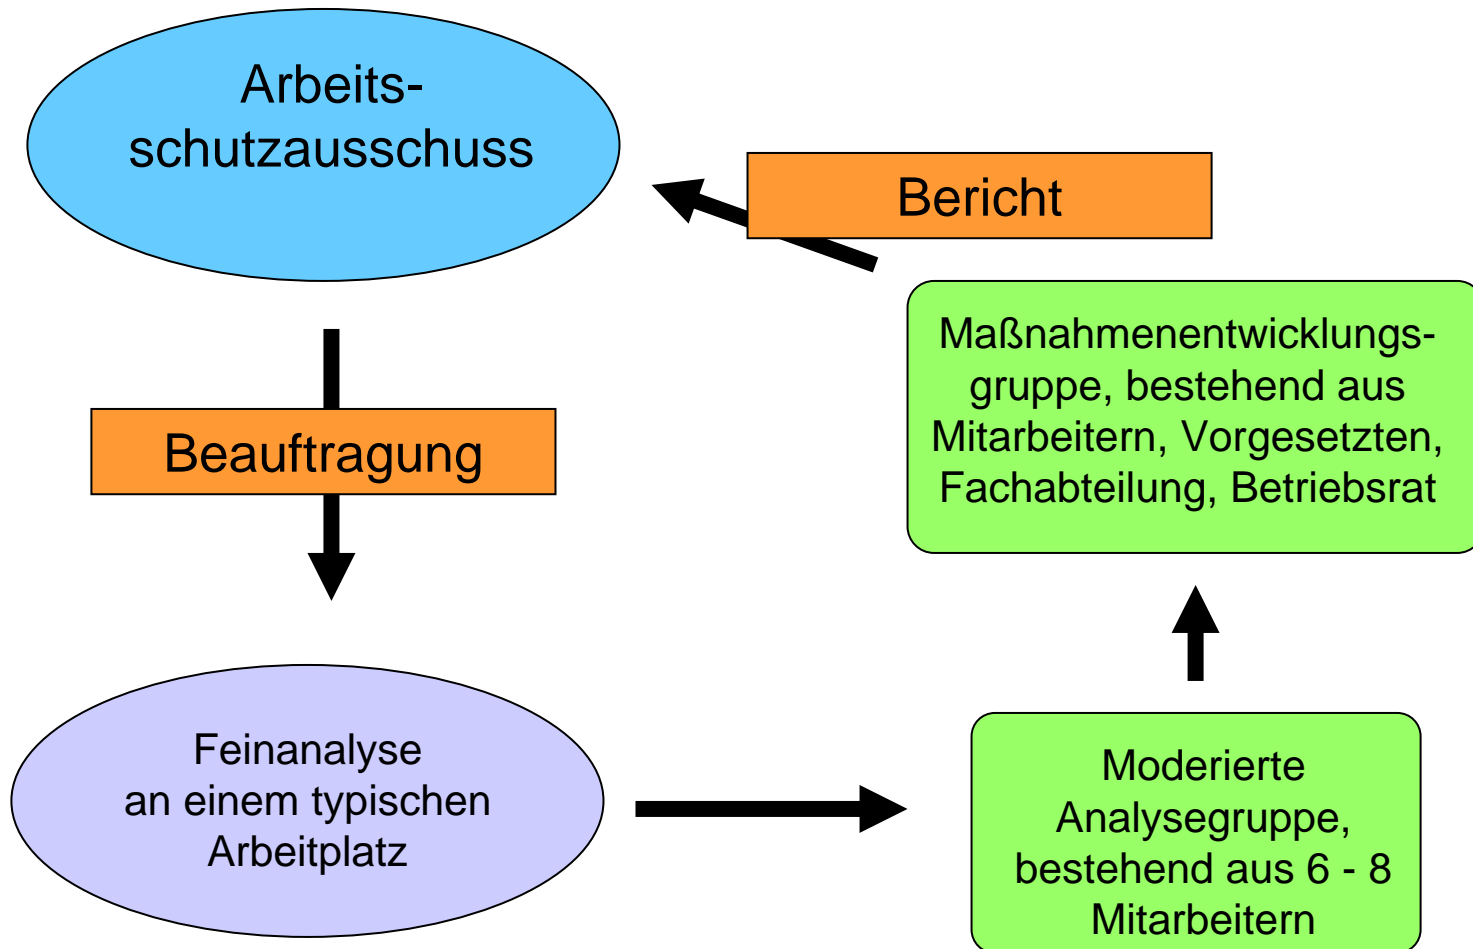 Arbeits-
schutzausschuss
Bericht
Maßnahmenentwicklungs-
gruppe, bestehend aus
Mitarbeitern, Vorgesetzten,
Fachabteilung, Betriebsrat
Beauftragung
Feinanalyse
an einem typischen
Arbeitplatz
Moderierte
Analysegruppe,
bestehend aus 6 - 8
Mitarbeitern